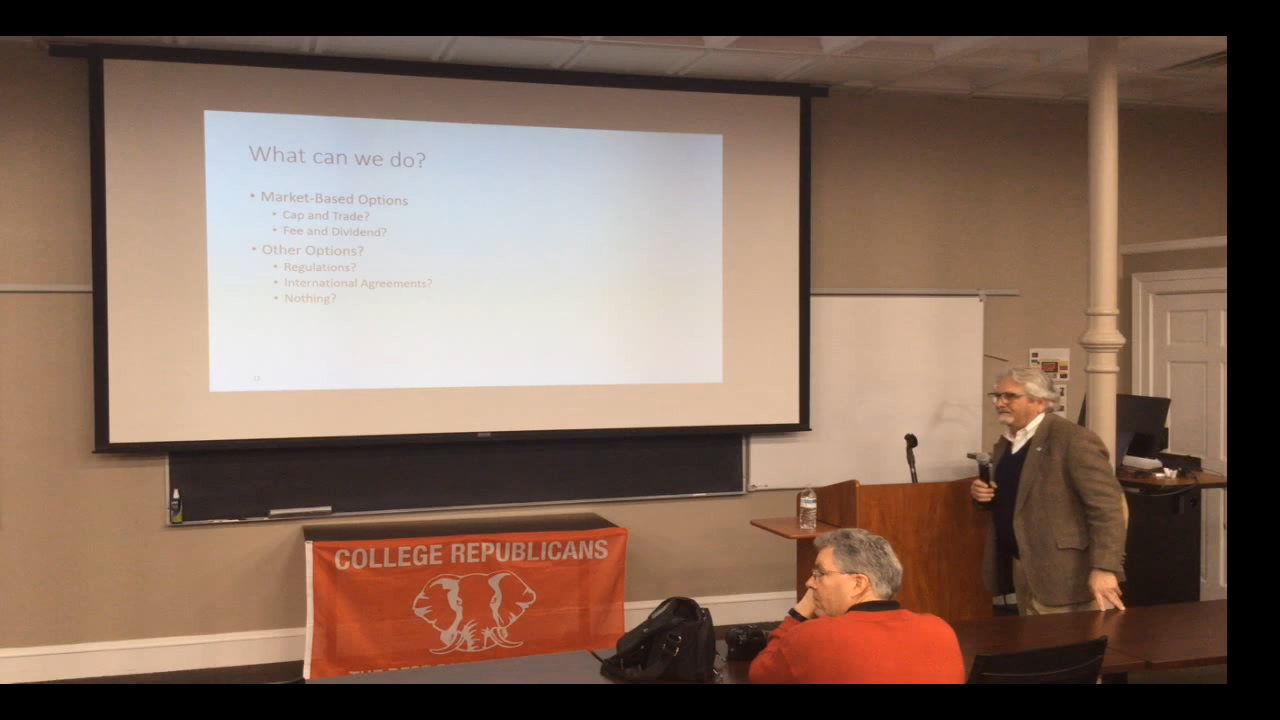 What can we do?
• Market-Based Options
• Cap and Trade?
• Fee and Dividend?
• Other Options?
• Regulations?
• International Agreements?
• Nothing?
COLLEGE REPUBLICANS